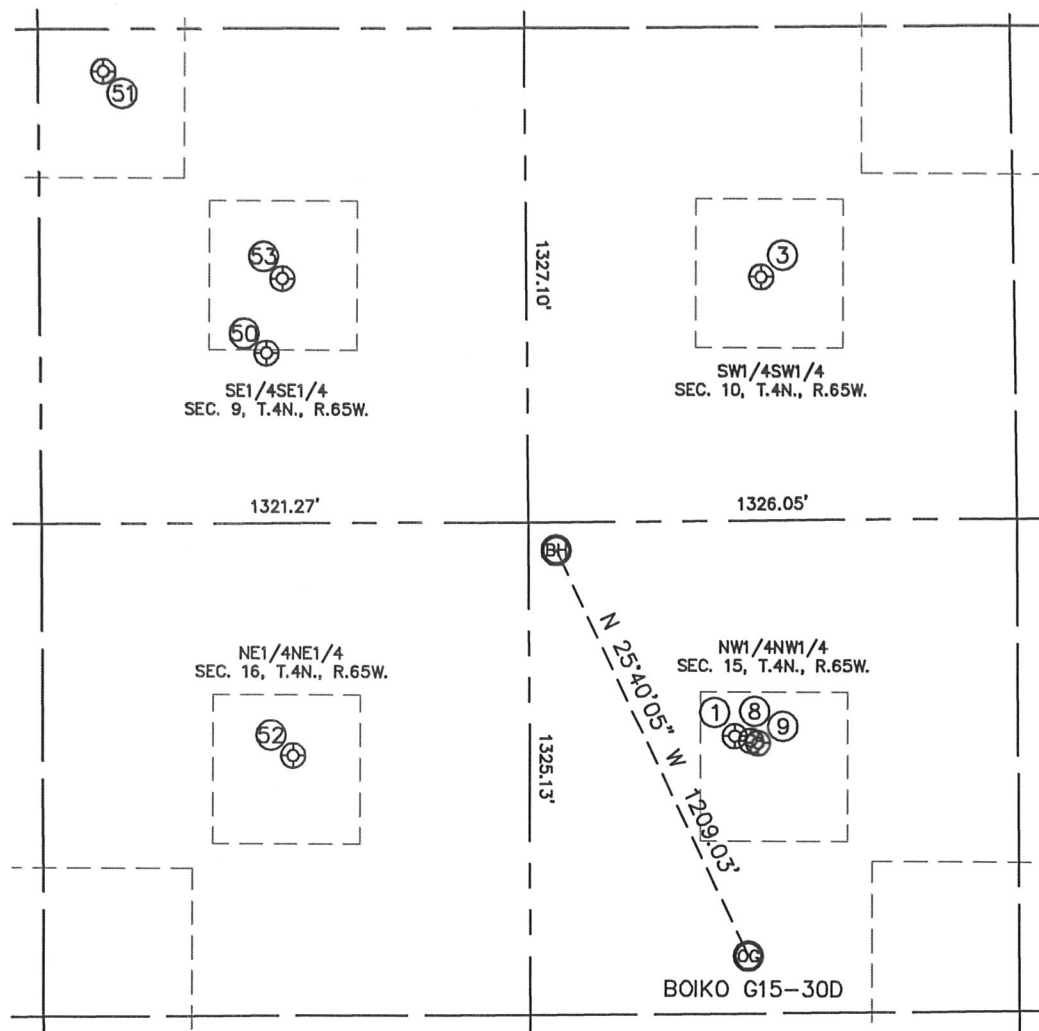 51
53
3
1327.10'
50
SE1/4SE1/4
SEC. 9, T.4N., R.65W.
SW1/4SW1/4
SEC. 10, T.4N., R.65W.
1321.27'
1326.05'
BH
N 25°40'05" W 1209.03'
NE1/4NE1/4
SEC. 16, T.4N., R.65W.
NW1/4NW1/4
SEC. 15, T.4N., R.65W.
1
8
9
52
1325.13'
OG
BOIKO G15-30D